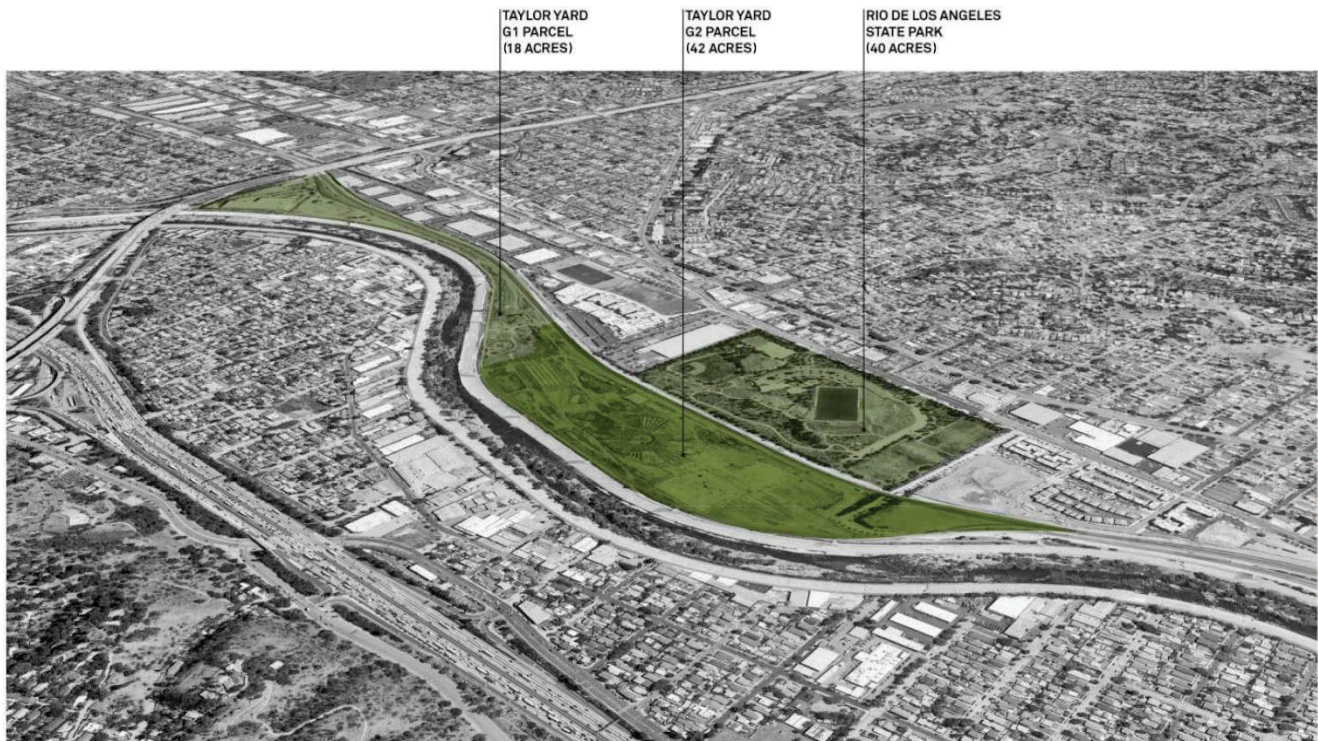 TAYLOR YARD
G1 PARCEL
(18 ACRES)
TAYLOR YARD
G2 PARCEL
(42 ACRES)
RIO DE LOS ANGELES
STATE PARK
(40 ACRES)